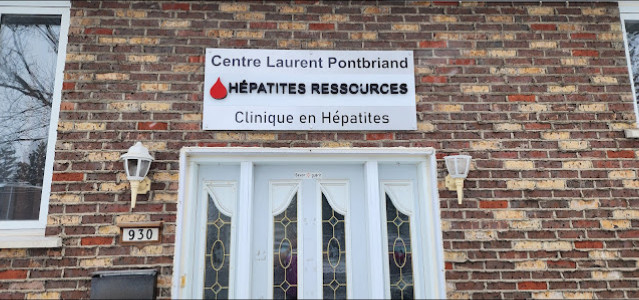 Centre Laurent Pontbriand
HÉPATITES RESSOURCES
Clinique en Hépatites
930